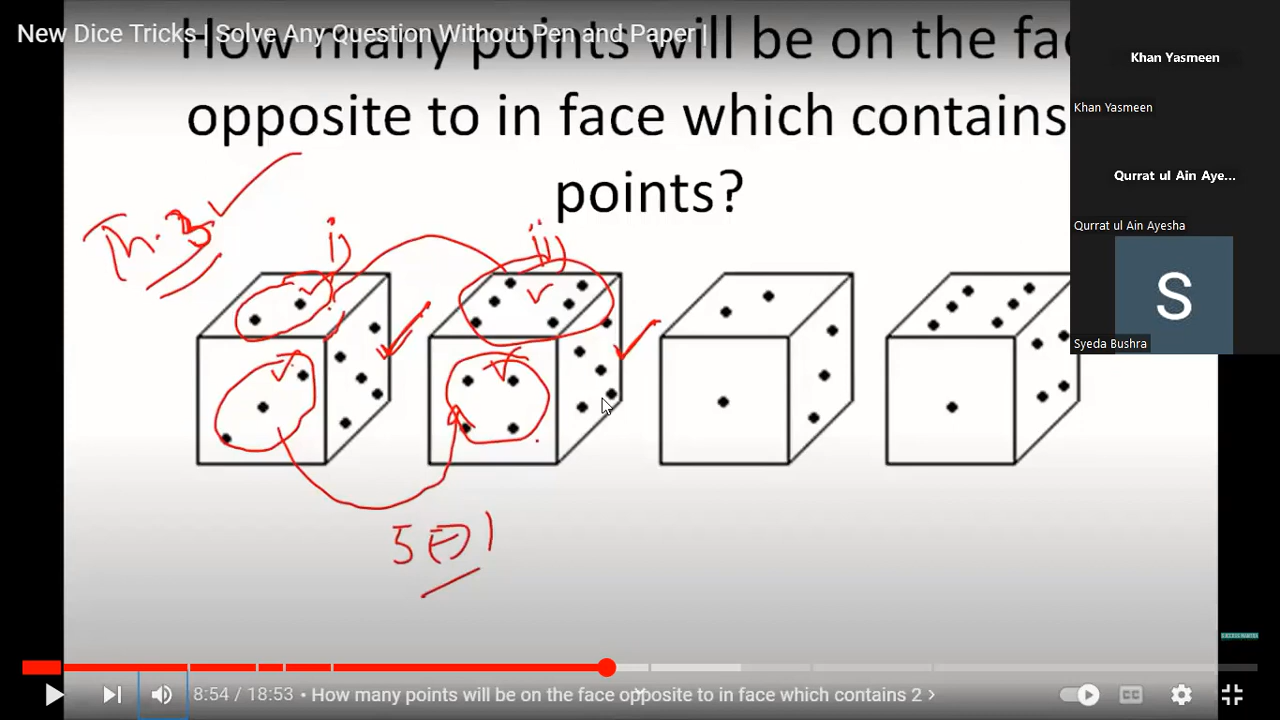 New Dice Tricks | Solve Any Question Without Pen and Paper |
How many points will be on the fac
opposite to in face which contains
points?
Khan Yasmeen
Khan Yasmeen
Qurrat ul Ain Aye...
Qurrat ul Ain Ayesha
S
Syeda Bushra
Th. 3
i)
ii)
5 1
8:54 / 18:53 • How many points will be on the face opposite to in face which contains 2 >
CC